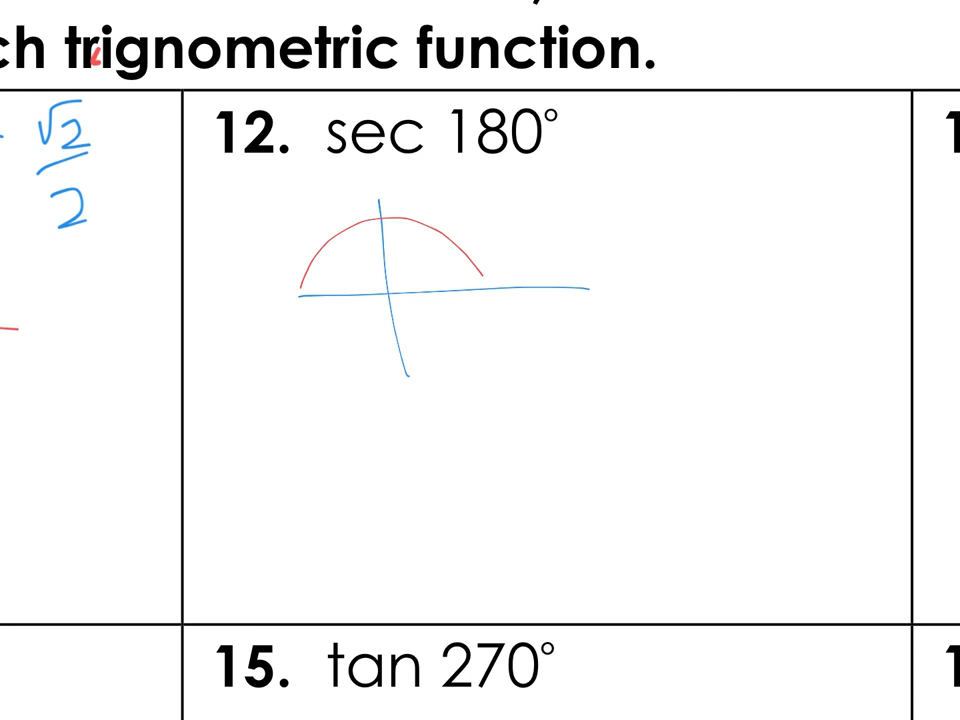 ch trignometric function.
√2
2
12. sec 180°
15. tan 270°